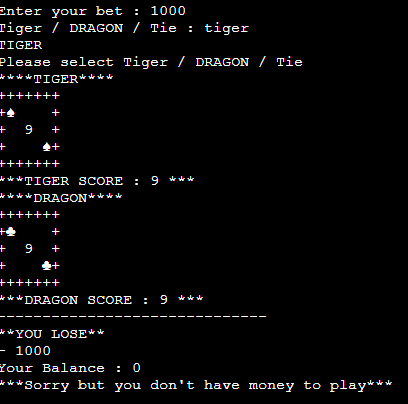 Enter your bet : 1000
Tiger / DRAGON / Tie : tiger
TIGER
Please select Tiger / DRAGON / Tie
****TIGER****
+++++++
+♠    +
+  9  +
+    ♠+
+++++++
***TIGER SCORE : 9 ***
****DRAGON****
+++++++
+♣    +
+  9  +
+    ♣+
+++++++
***DRAGON SCORE : 9 ***
------------------------------
**YOU LOSE**
- 1000
Your Balance : 0
***Sorry but you don't have money to play***